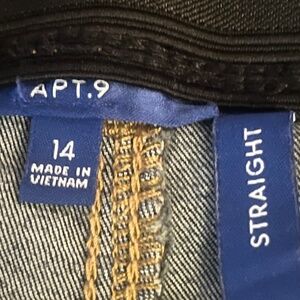 APT.9
14
MADE IN
VIETNAM
STRAIGHT